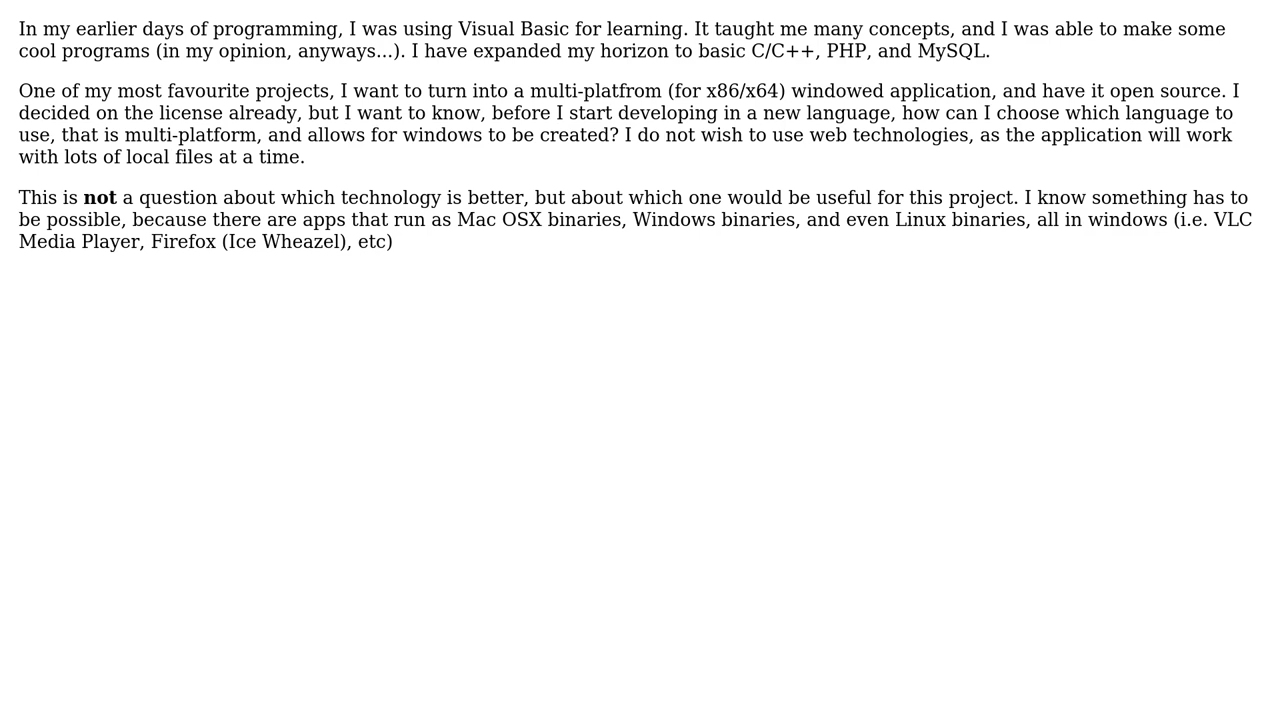 In my earlier days of programming, I was using Visual Basic for learning. It taught me many concepts, and I was able to make some
cool programs (in my opinion, anyways...). I have expanded my horizon to basic C/C++, PHP, and MySQL.
One of my most favourite projects, I want to turn into a multi-platfrom (for x86/x64) windowed application, and have it open source. I
decided on the license already, but I want to know, before I start developing in a new language, how can I choose which language to
use, that is multi-platform, and allows for windows to be created? I do not wish to use web technologies, as the application will work
with lots of local files at a time.
This is not a question about which technology is better, but about which one would be useful for this project. I know something has to
be possible, because there are apps that run as Mac OSX binaries, Windows binaries, and even Linux binaries, all in windows (i.e. VLC
Media Player, Firefox (Ice Wheazel), etc)